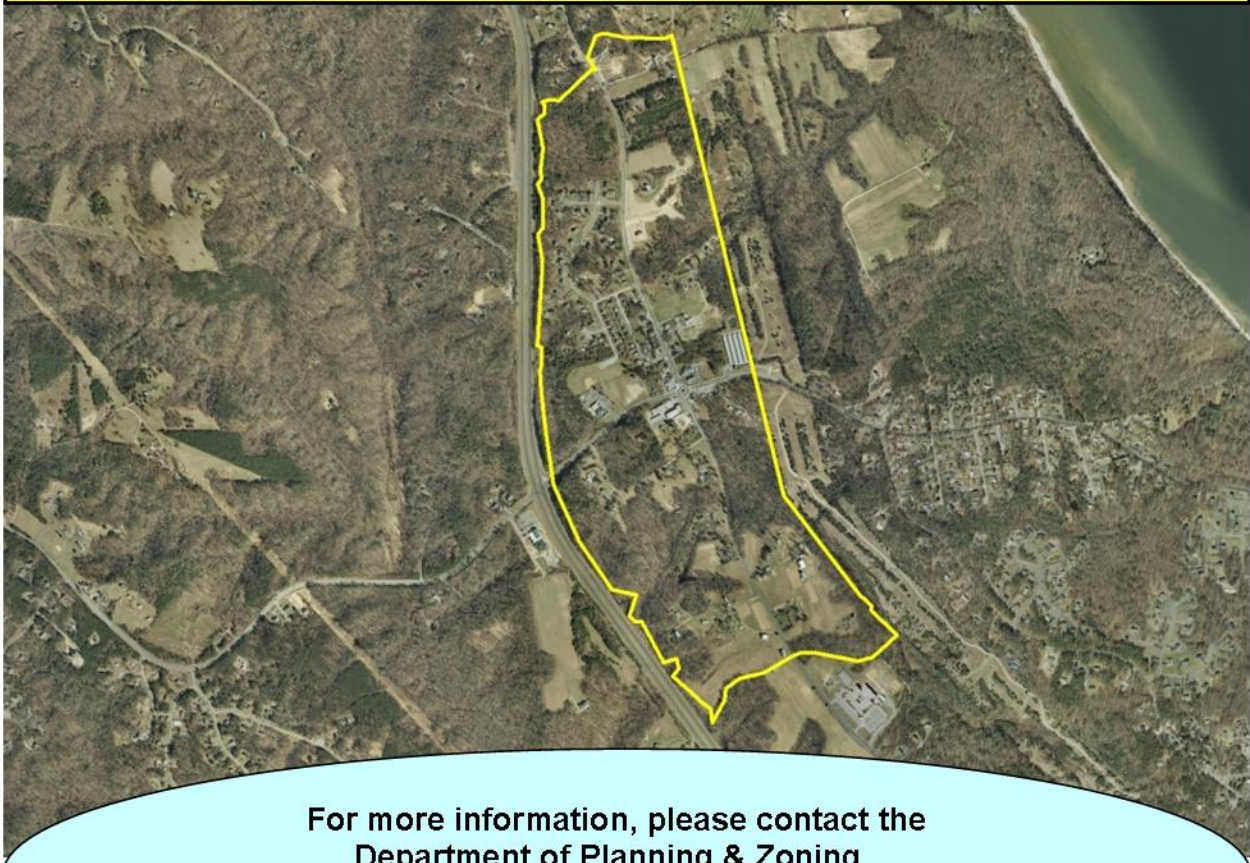 For more information, please contact the
Department of Planning & Zoning